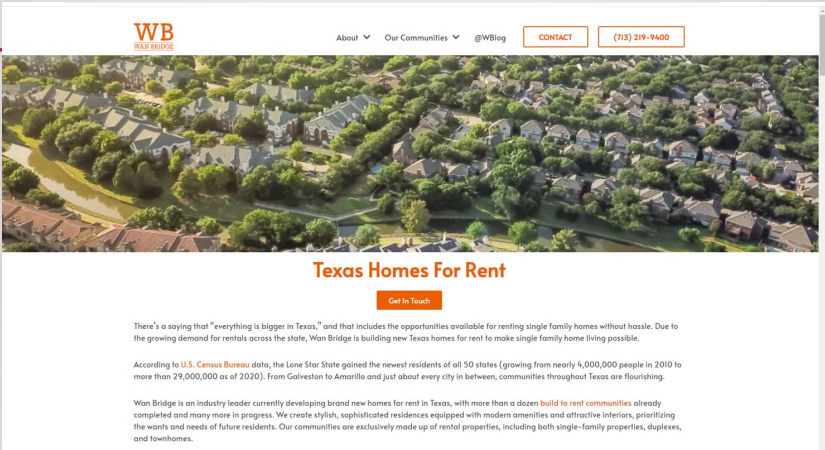 WB
WAN BRIDGE
About
Our Communities
@WBlog
CONTACT
(713) 219-9400
Texas Homes For Rent
Get In Touch
There's a saying that "everything is bigger in Texas," and that includes the opportunities available for renting single family homes without hassle. Due to
the growing demand for rentals across the state, Wan Bridge is building new Texas homes for rent to make single family home living possible.
According to U.S. Census Bureau data, the Lone Star State gained the newest residents of all 50 states (growing from nearly 4,000,000 people in 2010 to
more than 29,000,000 as of 2020). From Galveston to Amarillo and just about every city in between, communities throughout Texas are flourishing.
Wan Bridge is an industry leader currently developing brand new homes for rent in Texas, with more than a dozen build to rent communities already
completed and many more in progress. We create stylish, sophisticated residences equipped with modern amenities and attractive interiors, prioritizing
the wants and needs of future residents. Our communities are exclusively made up of rental properties, including both single-family properties, duplexes,
and townhomes.